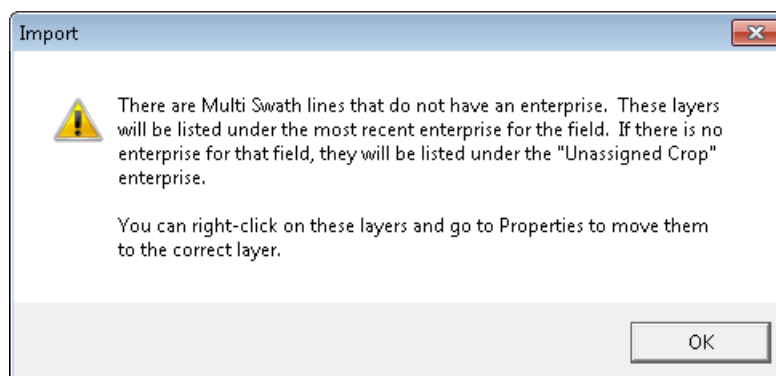 Import
There are Multi Swath lines that do not have an enterprise.  These layers
will be listed under the most recent enterprise for the field.  If there is no
enterprise for that field, they will be listed under the "Unassigned Crop"
enterprise.
You can right-click on these layers and go to Properties to move them
to the correct layer.
OK